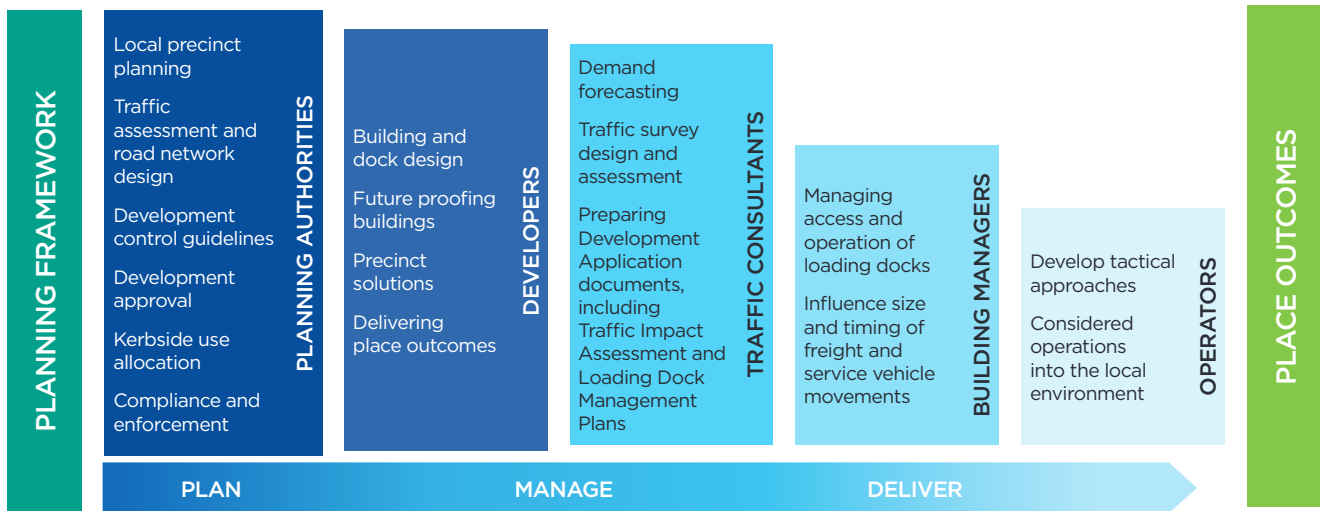 PLANNING FRAMEWORK
Local precinct
planning
Traffic
assessment and
road network
design
Development
control guidelines
Development
approval
Kerbside use
allocation
Compliance and
enforcement
PLANNING AUTHORITIES
Building and
dock design
Future proofing
buildings
Precinct
solutions
Delivering
place outcomes
DEVELOPERS
Demand
forecasting
Traffic survey
design and
assessment
Preparing
Development
Application
documents,
including
Traffic Impact
Assessment and
Loading Dock
Management
Plans
TRAFFIC CONSULTANTS
Managing
access and
operation of
loading docks
Influence size
and timing of
freight and
service vehicle
movements
BUILDING MANAGERS
Develop tactical
approaches
Considered
operations
into the local
environment
OPERATORS
PLACE OUTCOMES
PLAN
MANAGE
DELIVER